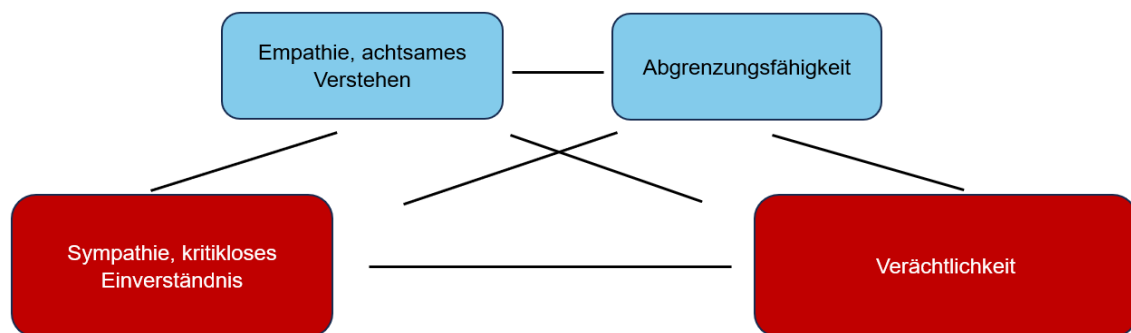 Empathie, achtsames
Verstehen
Abgrenzungsfähigkeit
Sympathie, kritikloses
Einverständnis
Verächtlichkeit